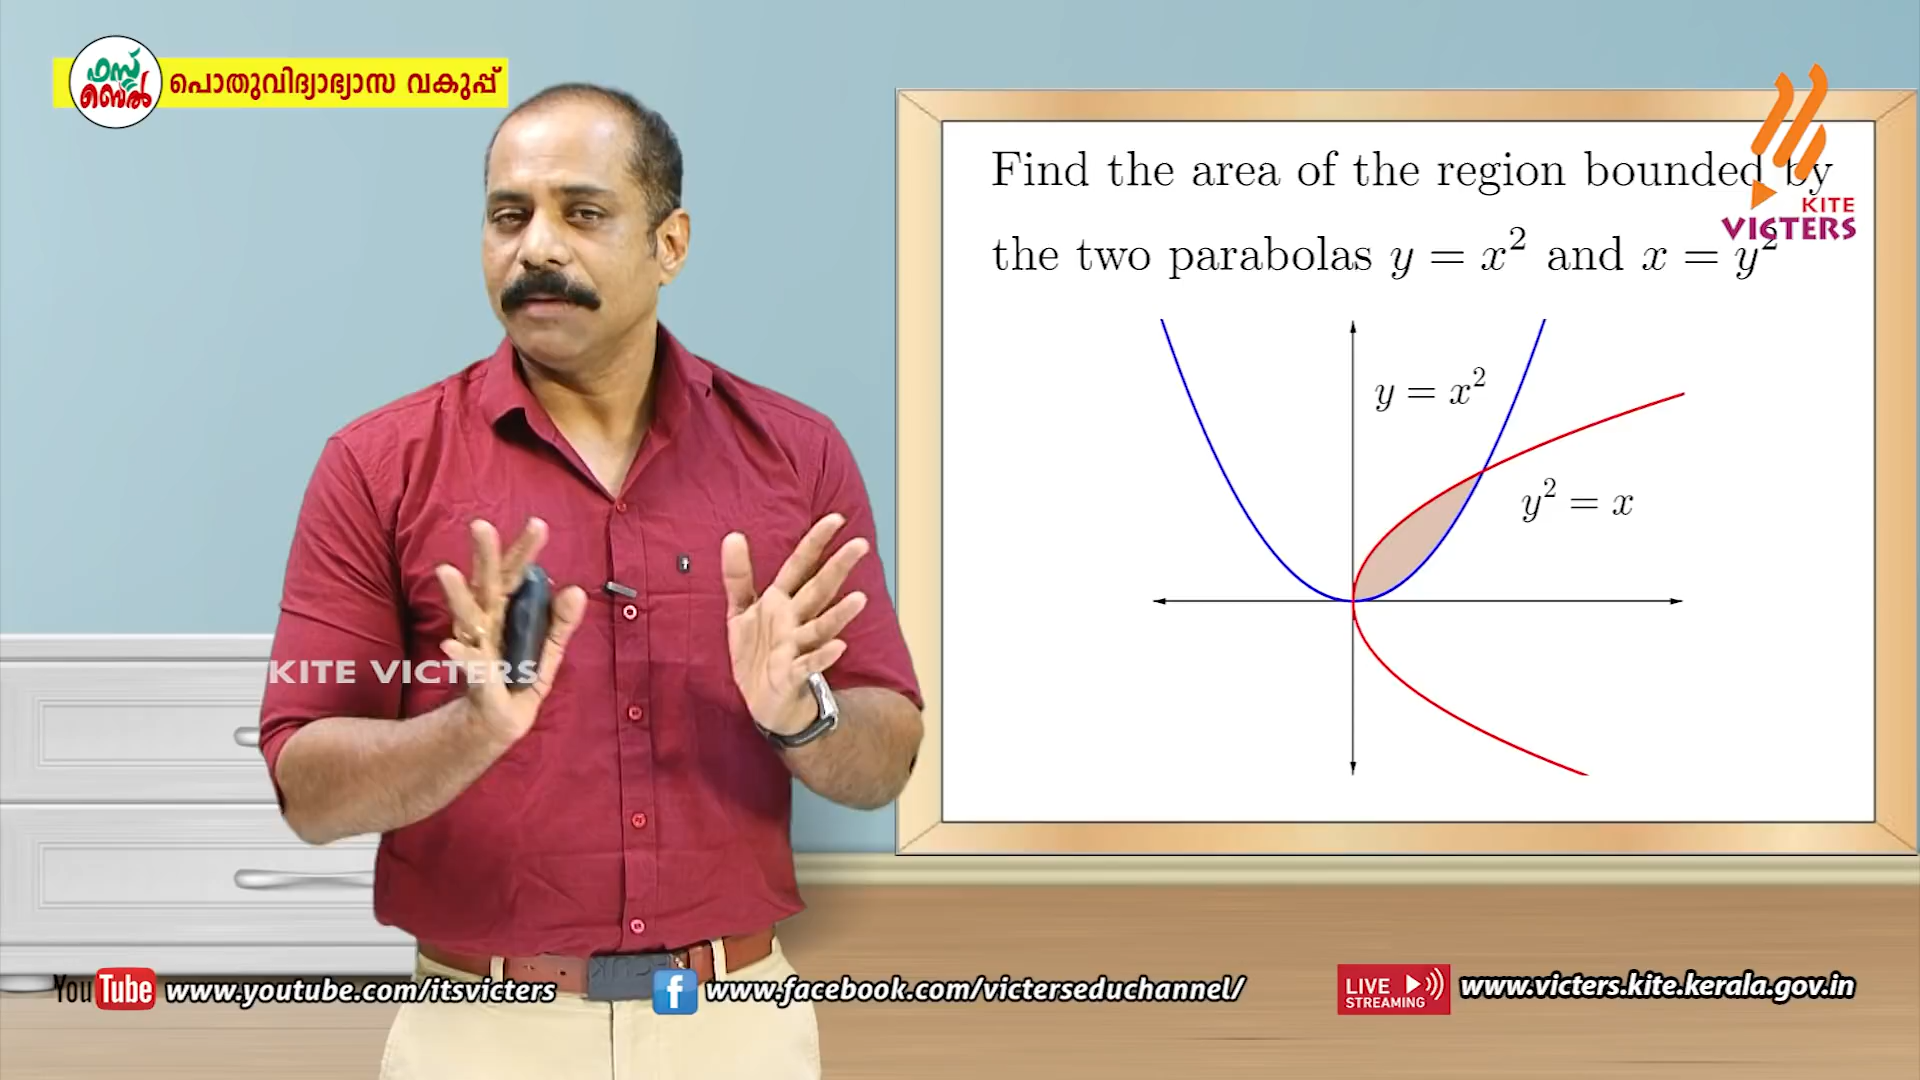 ഫസ്റ്റ്
ബെൽ
പൊതുവിദ്യാഭ്യാസ വകുപ്പ്
Find the area of the region bounded by
the two parabolas y = x² and x = y²
KITE
VICTERS
y = x²
y² = x
KITE VICTERS
YouTube www.youtube.com/itsvicters
f www.facebook.com/victerseduchannel/
LIVE
STREAMING
www.victers.kite.kerala.gov.in